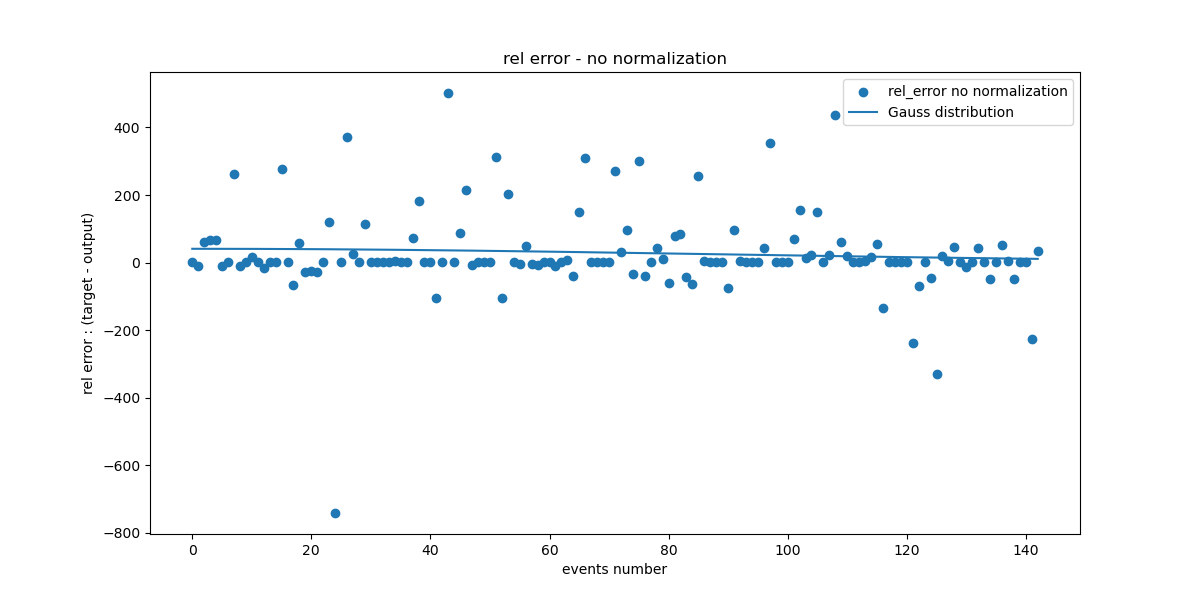 rel error - no normalization
rel_error no normalization
Gauss distribution
400
200
0
−200
−400
−600
−800
rel error : (target - output)
0 20 40 60 80 100 120 140
events number